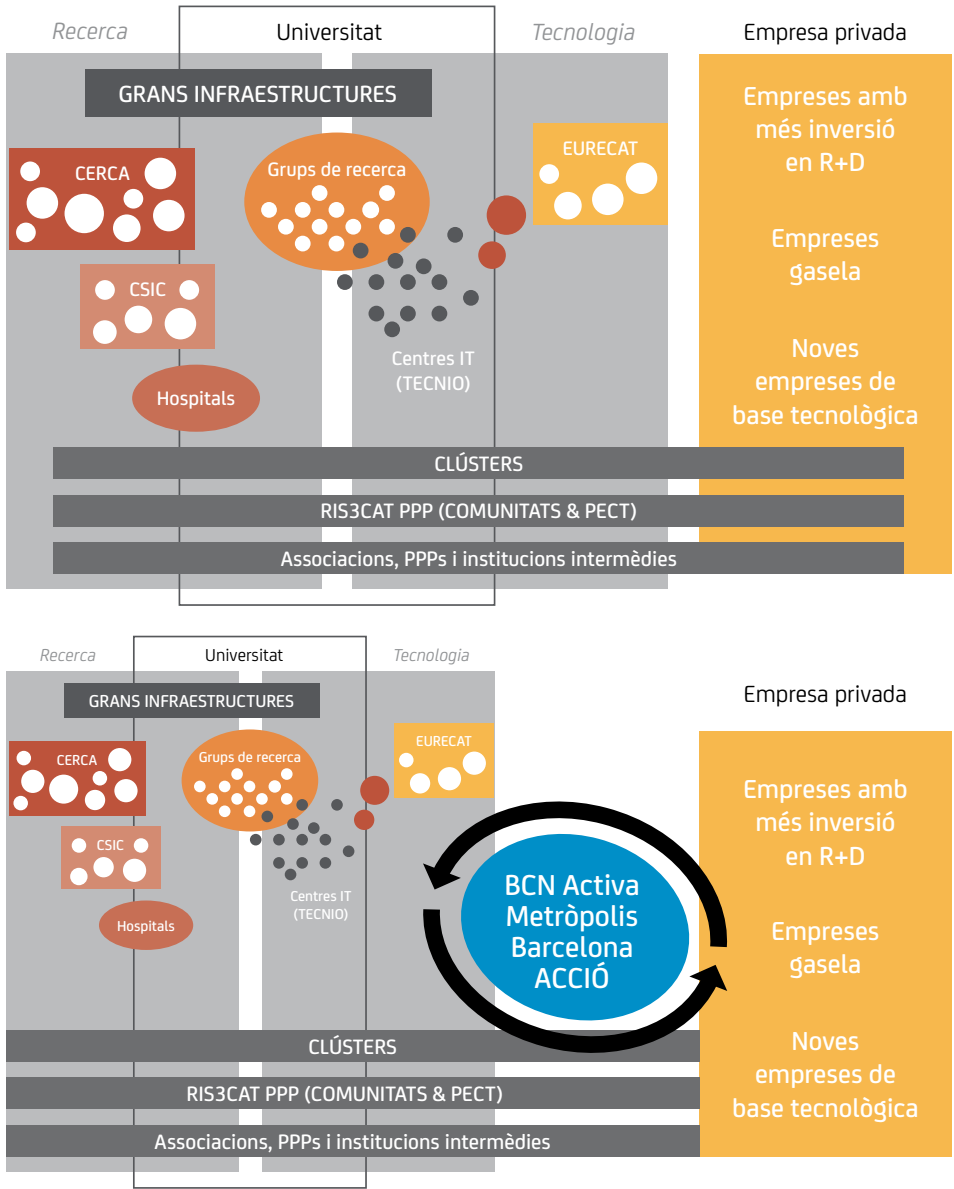 Recerca
Universitat
Tecnologia
Empresa privada
GRANS INFRAESTRUCTURES
CERCA
Grups de recerca
EURECAT
Empreses amb
més inversió
en R+D
CSIC
Empreses
gasela
Hospitals
Centres IT
(TECNIO)
Noves
empreses de
base tecnològica
CLÚSTERS
RIS3CAT PPP (COMUNITATS & PECT)
Associacions, PPPs i institucions intermèdies
Recerca
Universitat
Tecnologia
Empresa privada
GRANS INFRAESTRUCTURES
CERCA
Grups de recerca
EURECAT
Empreses amb
més inversió
en R+D
CSIC
Centres IT
(TECNIO)
Hospitals
BCN Activa
Metròpolis
Barcelona
ACCIÓ
Empreses
gasela
Noves
empreses de
base tecnològica
CLÚSTERS
RIS3CAT PPP (COMUNITATS & PECT)
Associacions, PPPs i institucions intermèdies